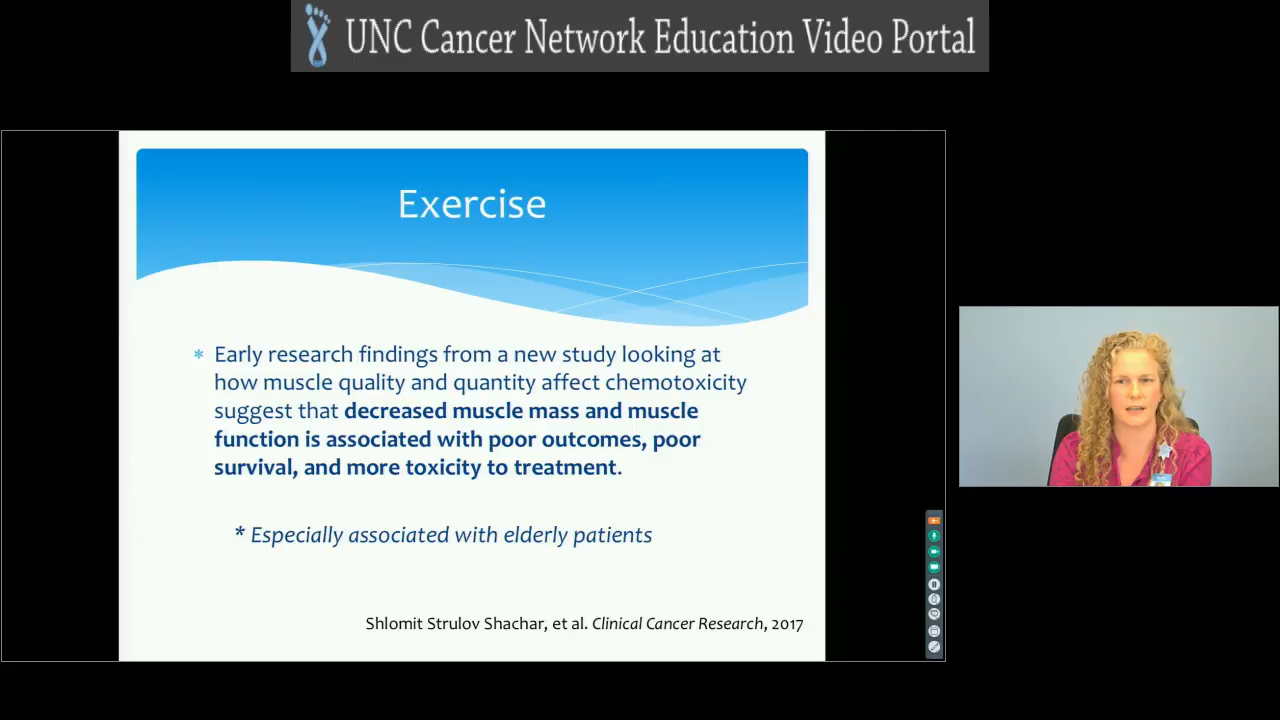 UNC Cancer Network Education Video Portal
Exercise
* Early research findings from a new study looking at
how muscle quality and quantity affect chemotoxicity
suggest that decreased muscle mass and muscle
function is associated with poor outcomes, poor
survival, and more toxicity to treatment.
* Especially associated with elderly patients
Shlomit Strulov Shachar, et al. Clinical Cancer Research, 2017